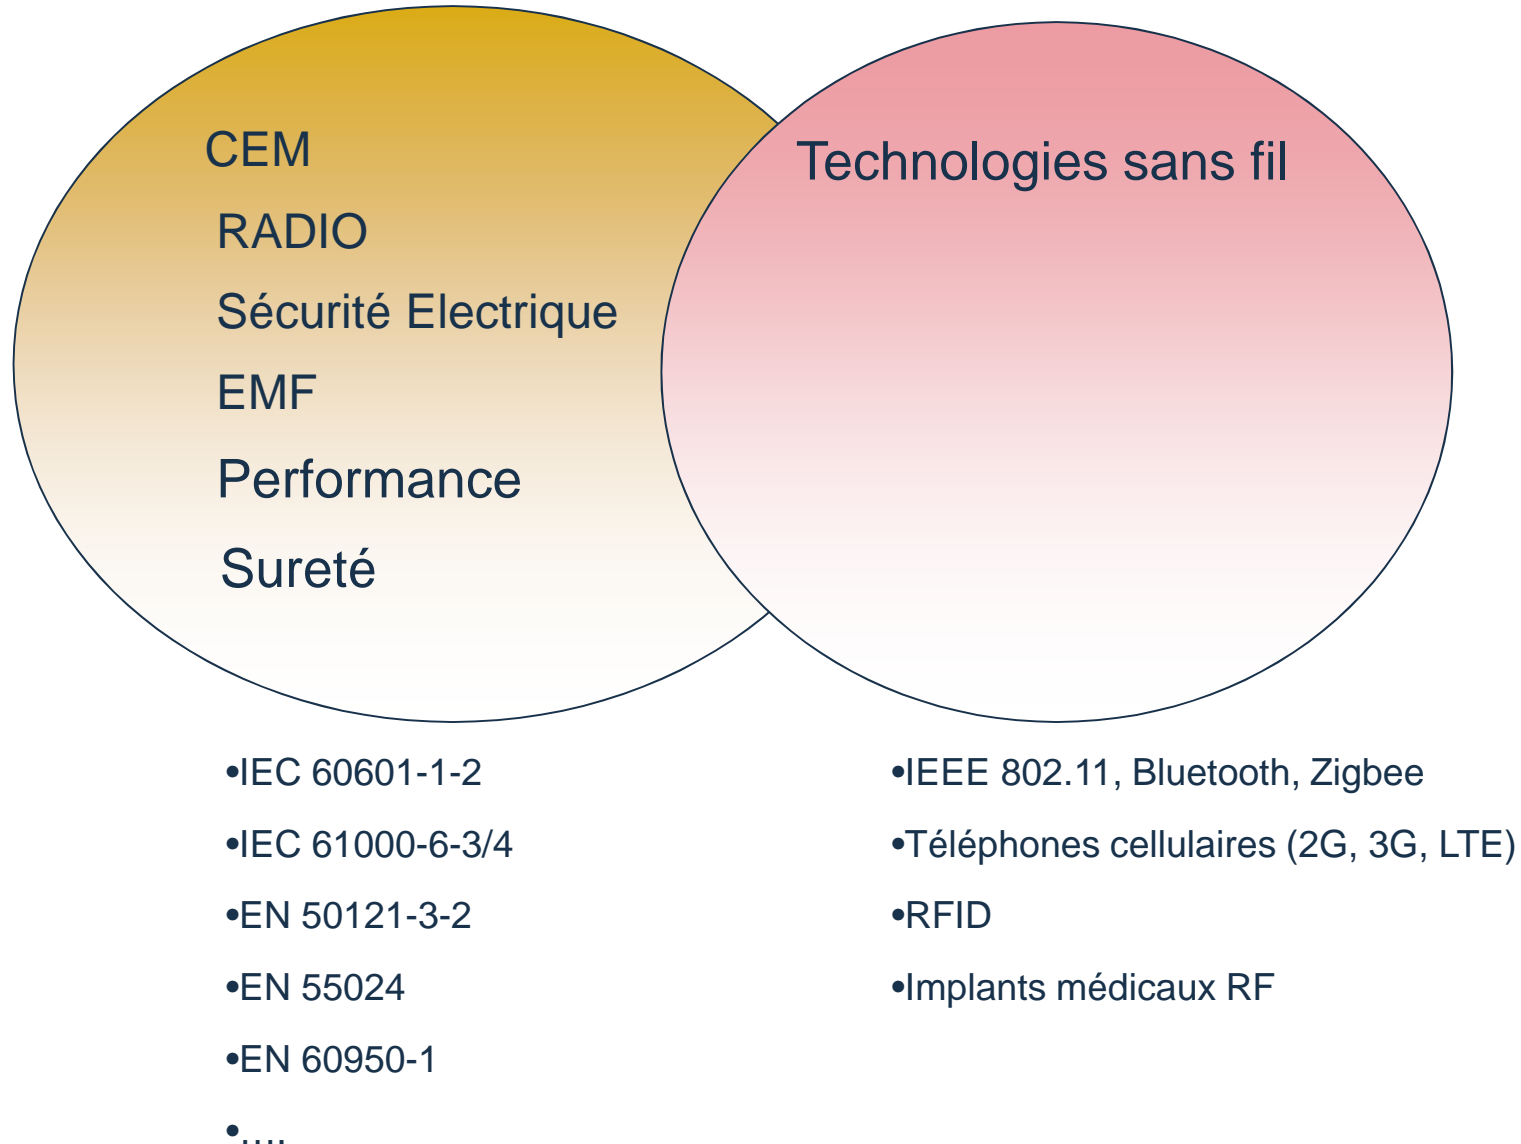 CEM
RADIO
Sécurité Electrique
EMF
Performance
Sureté
Technologies sans fil
•IEC 60601-1-2
•IEC 61000-6-3/4
•EN 50121-3-2
•EN 55024
•EN 60950-1
•....
•IEEE 802.11, Bluetooth, Zigbee
•Téléphones cellulaires (2G, 3G, LTE)
•RFID
•Implants médicaux RF